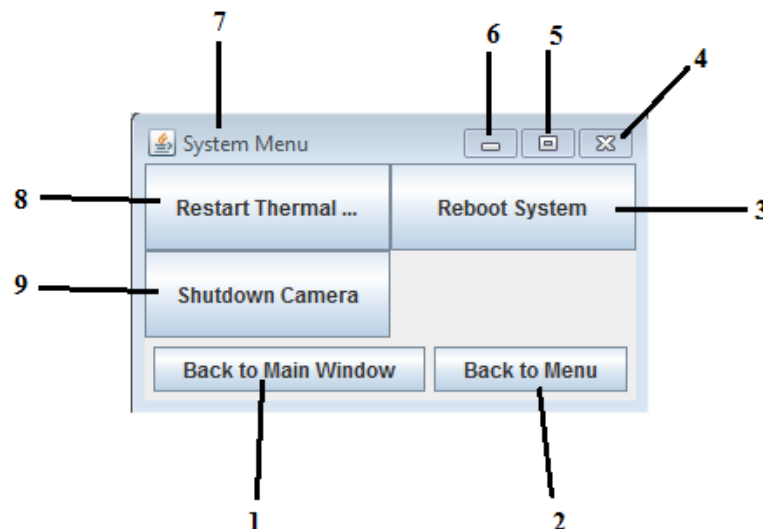 7
6
5
4
System Menu
8
Restart Thermal ...
Reboot System
3
9
Shutdown Camera
Back to Main Window
Back to Menu
1
2